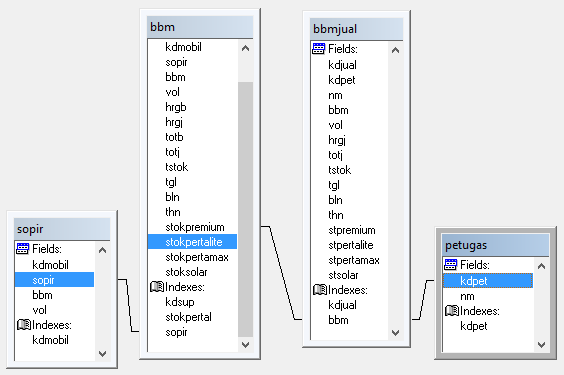 bbm
kdmobil
sopir
bbm
vol
hrgb
hrgj
totb
totj
tstok
tgl
bln
thn
stokpremium
stokpertalite
stokpertamax
stoksolar
Indexes:
kdsup
stokpertal
sopir
bbmjual
Fields:
kdjual
kdpet
nm
bbm
vol
hrgj
totj
tstok
tgl
bln
thn
stpremium
stpertalite
stpertamax
stsolar
Indexes:
kdjual
bbm
sopir
Fields:
kdmobil
sopir
bbm
vol
Indexes:
kdmobil
petugas
Fields:
kdpet
nm
Indexes:
kdpet